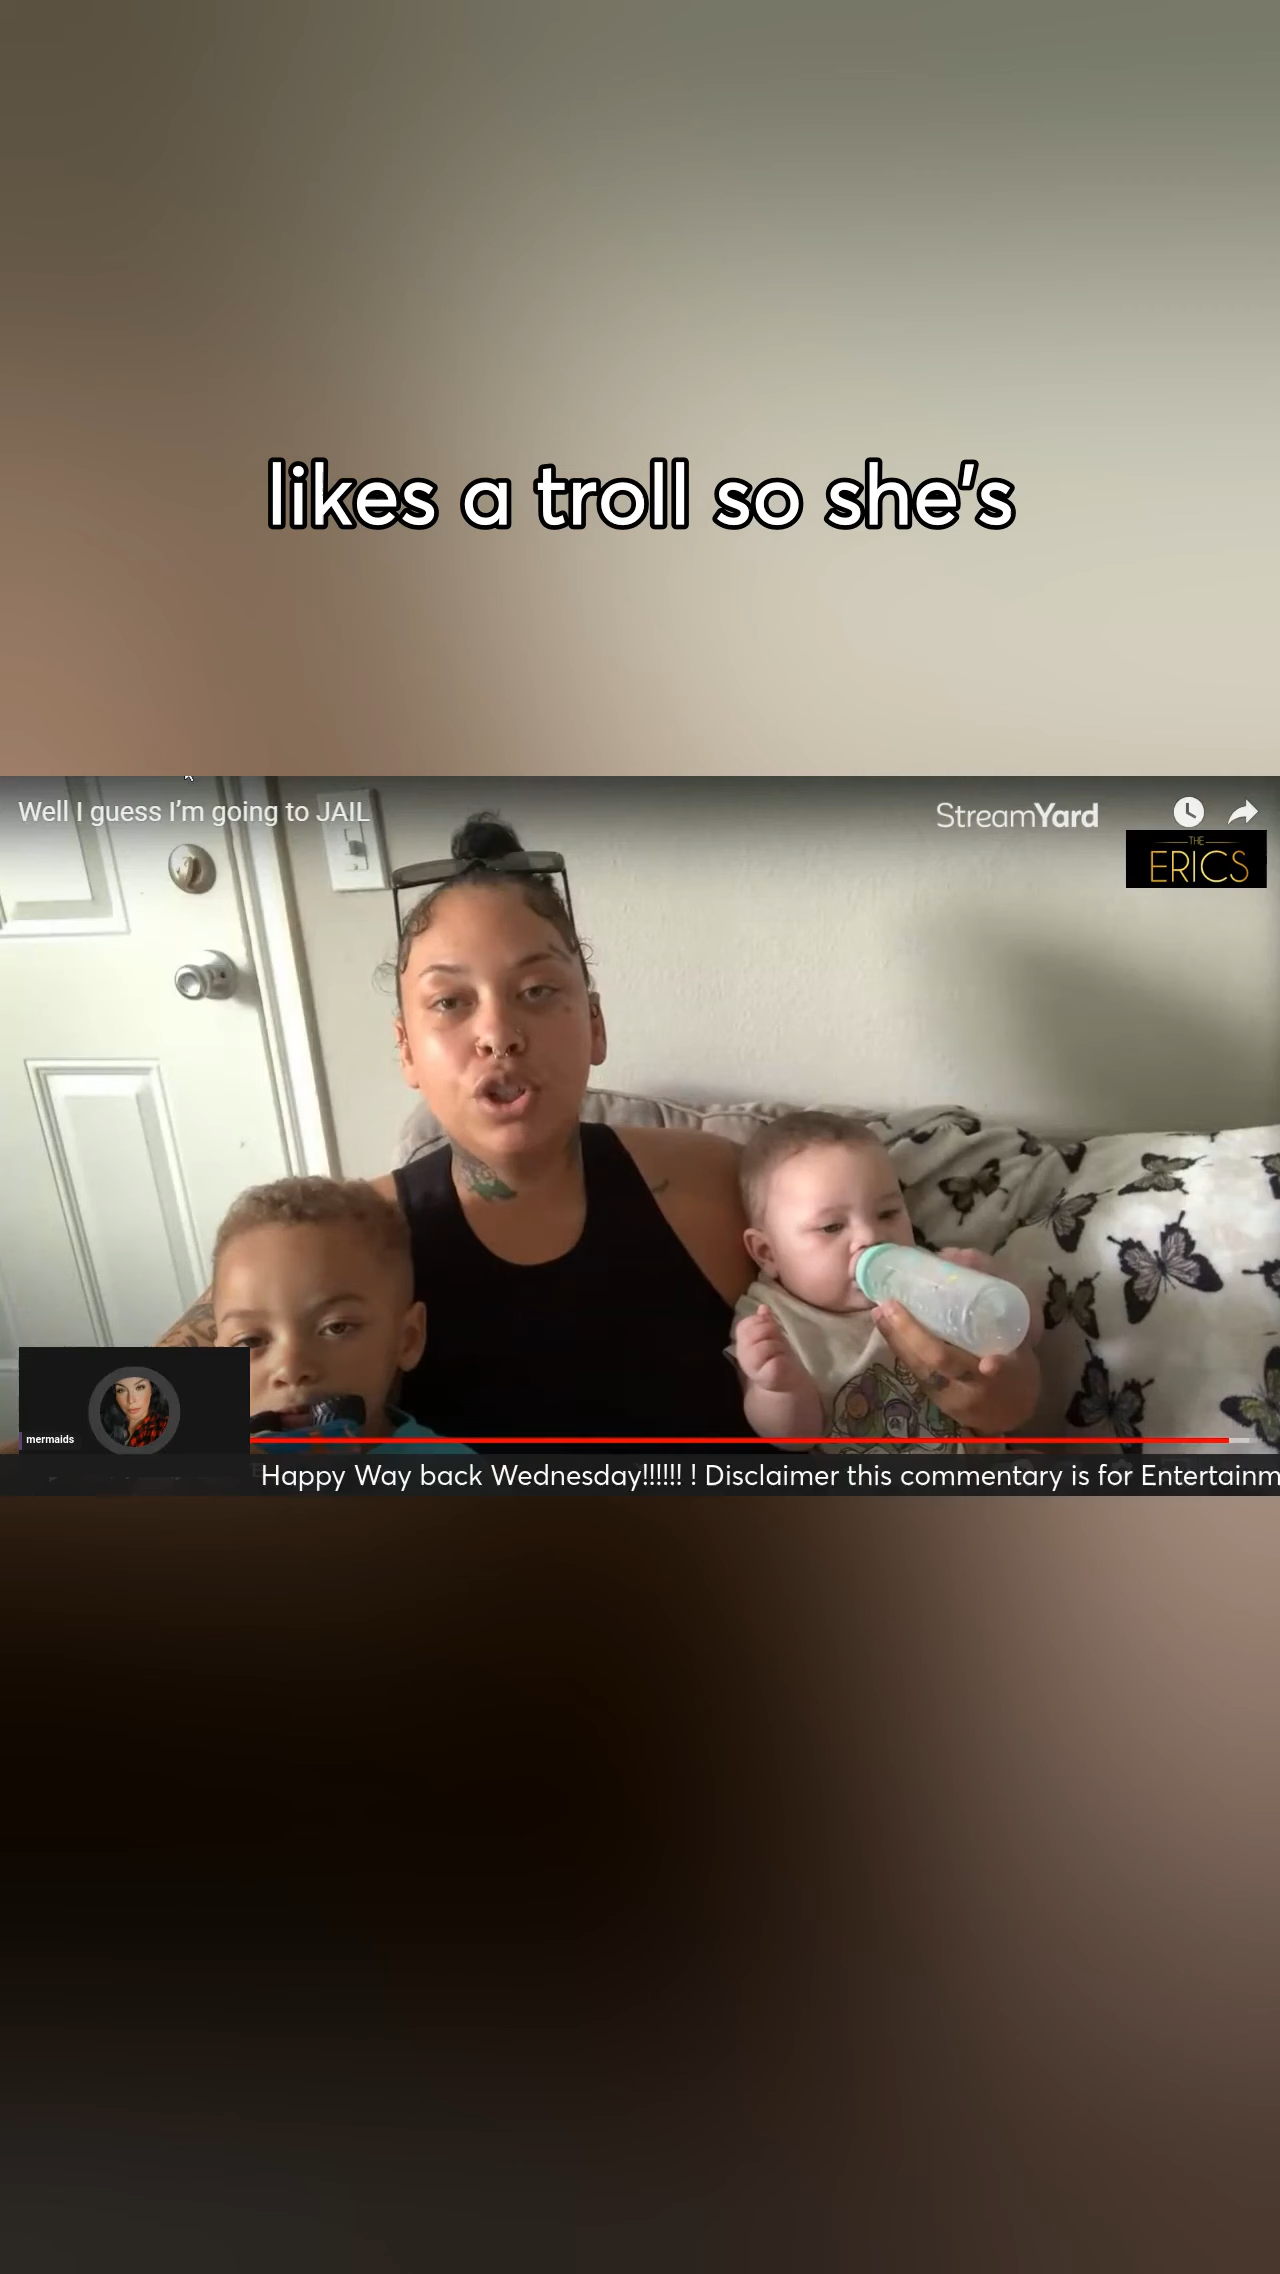 likes a troll so she's
Well I guess I'm going to JAIL
StreamYard
THE
ERICS
mermaids
Happy Way back Wednesday!!!!!! ! Disclaimer this commentary is for Entertainm